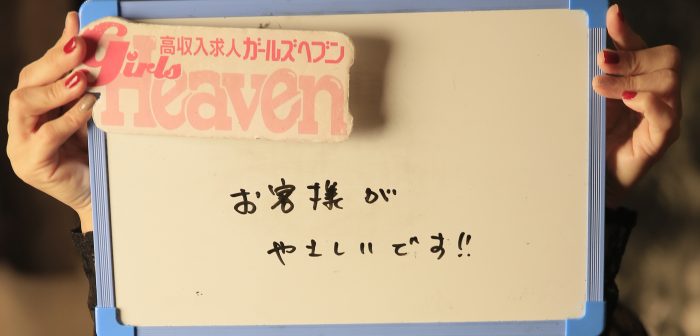 高収入求人ガールズヘブン
Girls
Heaven
お客様が
やさしいです!!